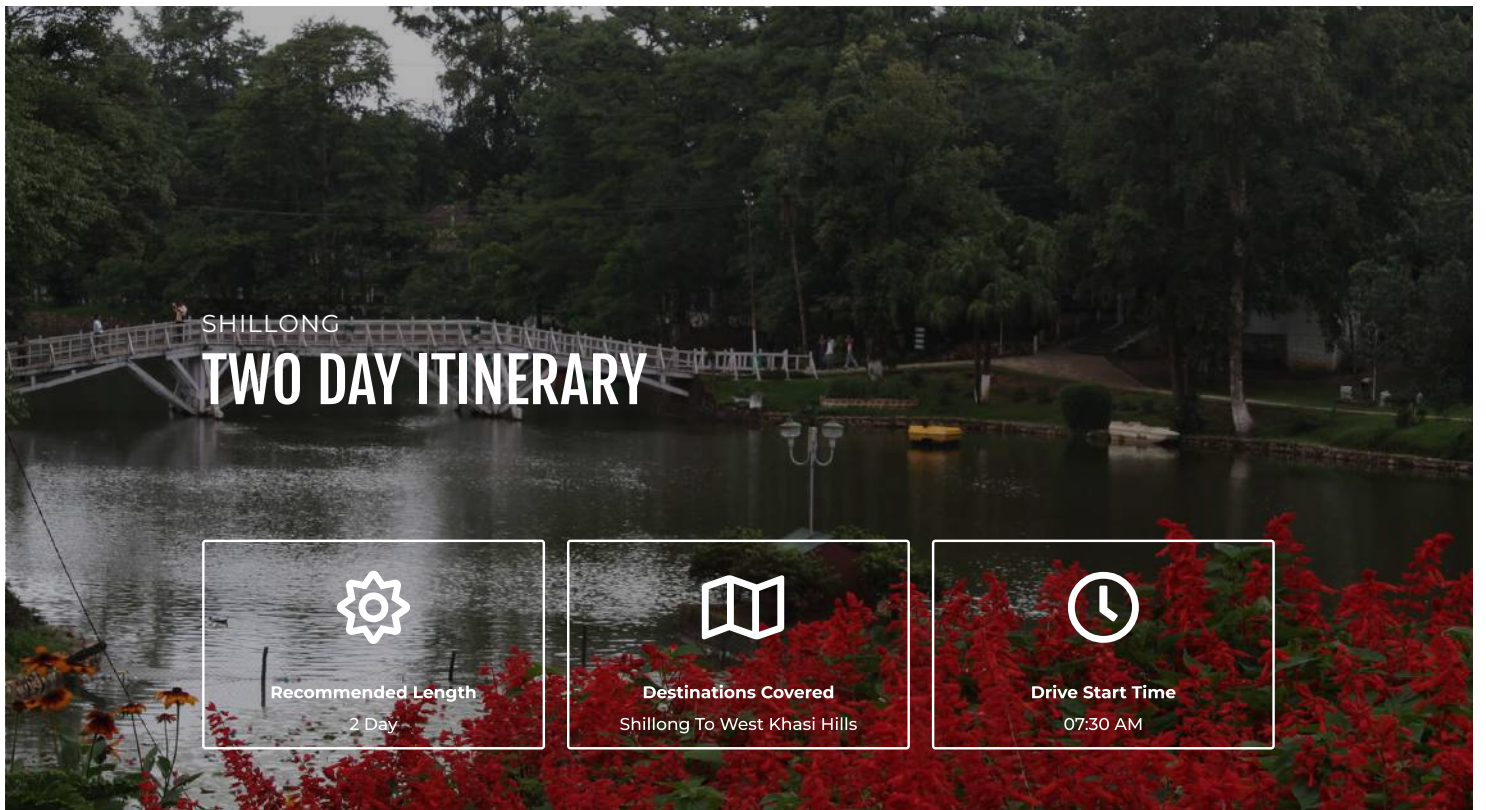 SHILLONG
TWO DAY ITINERARY
Recommended Length
2 Day
Destinations Covered
Shillong To West Khasi Hills
Drive Start Time
07:30 AM